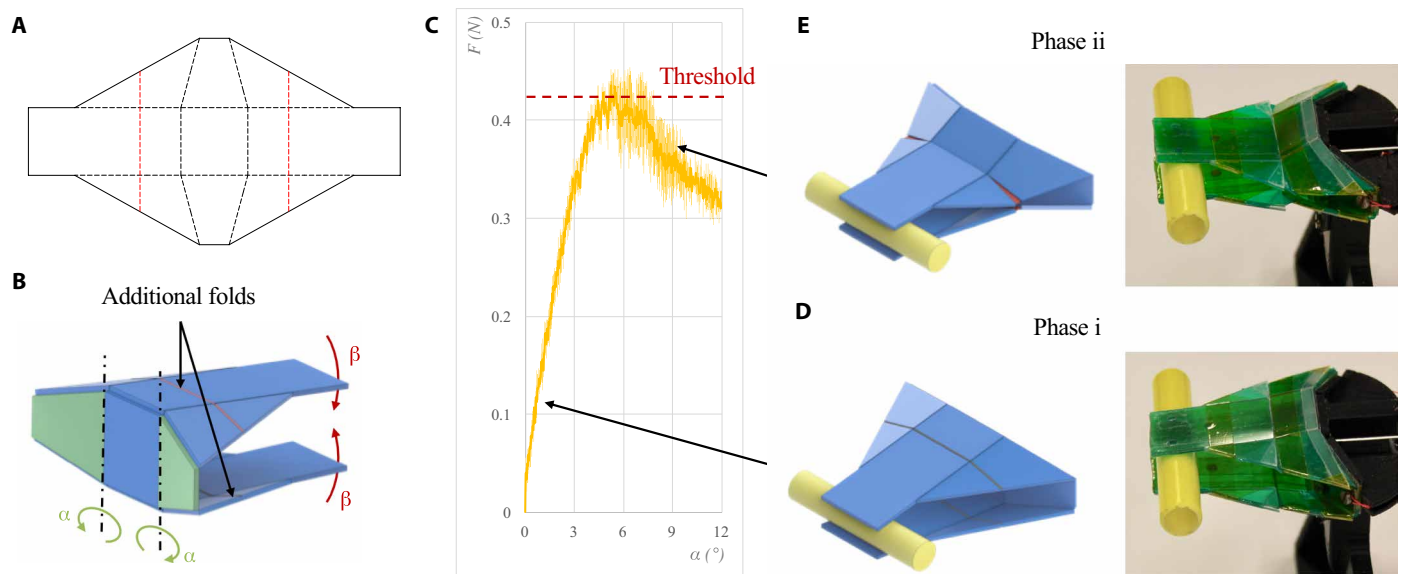 A
B
Additional folds
β
β
α
α
C
F (N)
0.5
0.4
0.3
0.2
0.1
0
0
3
6
9
12
α (°)
Threshold
E
Phase ii
D
Phase i